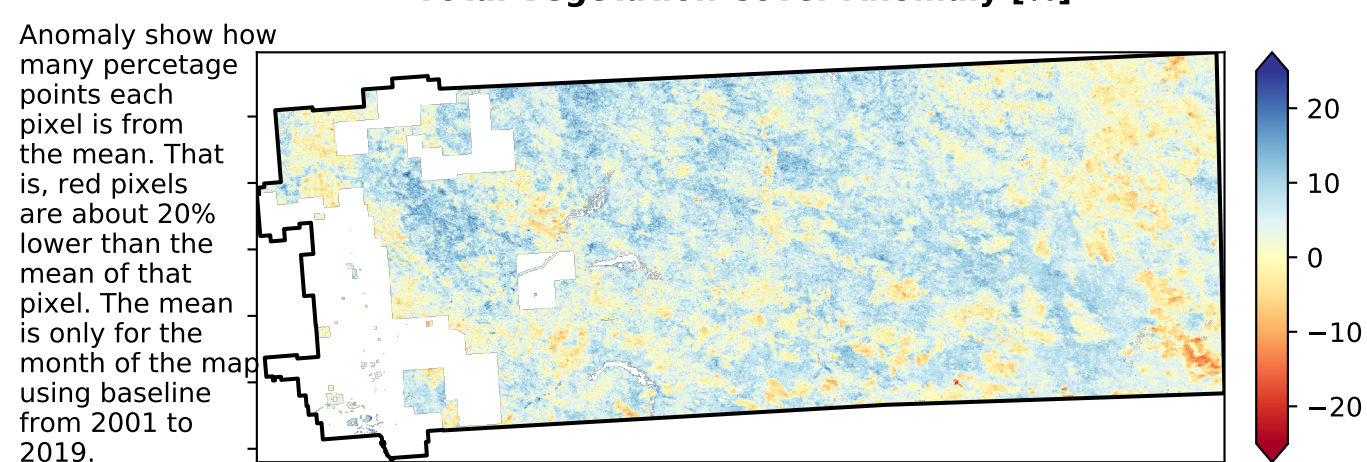 Anomaly show how
many percetage
points each
pixel is from
the mean. That
is, red pixels
are about 20%
lower than the
mean of that
pixel. The mean
is only for the
month of the map
using baseline
from 2001 to
2019.
20
10
0
−10
−20